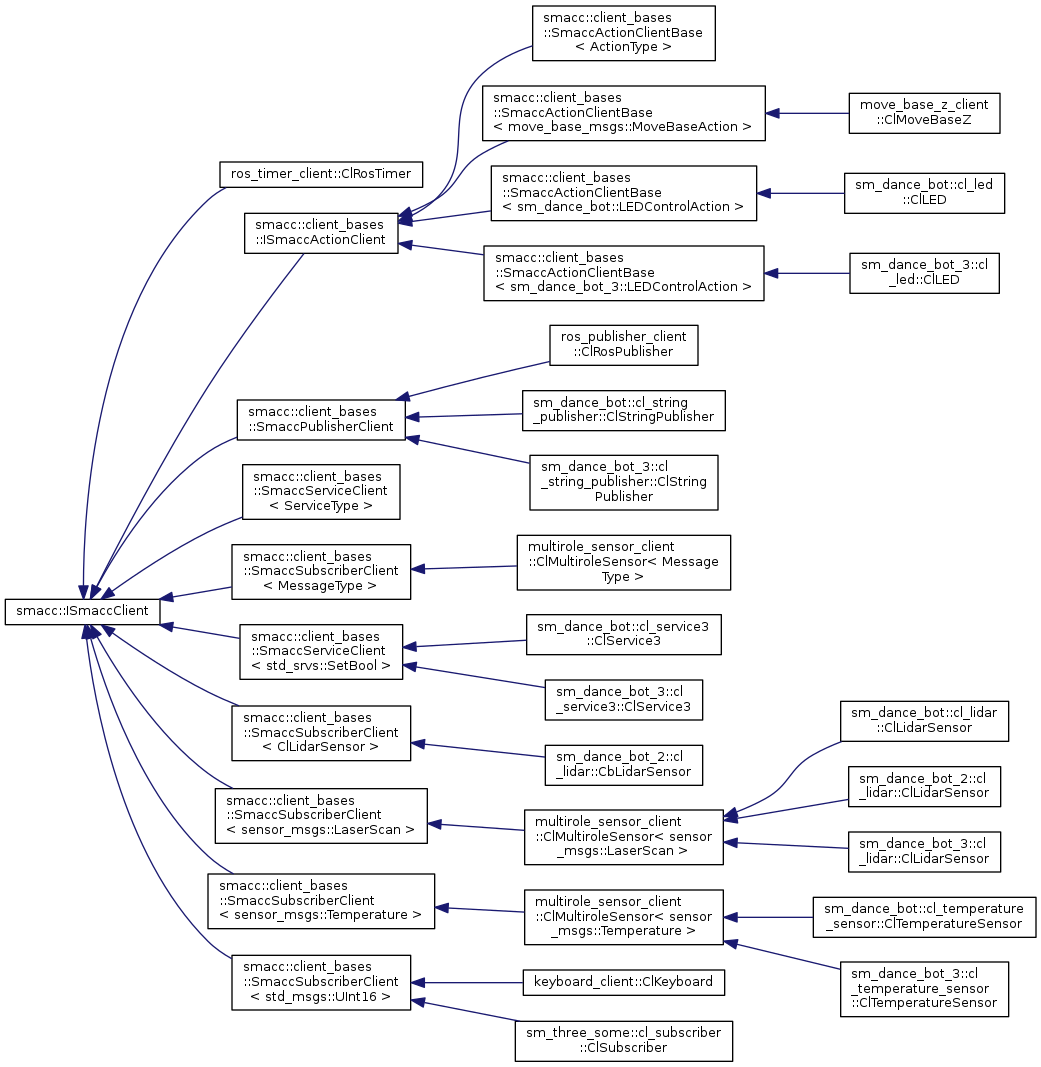 smacc::client_bases
::SmaccActionClientBase
< ActionType >
smacc::client_bases
::SmaccActionClientBase
< move_base_msgs::MoveBaseAction >
move_base_z_client
::ClMoveBaseZ
ros_timer_client::ClRosTimer
smacc::client_bases
::SmaccActionClientBase
< sm_dance_bot::LEDControlAction >
sm_dance_bot::cl_led
::ClLED
smacc::client_bases
::ISmaccActionClient
smacc::client_bases
::SmaccActionClientBase
< sm_dance_bot_3::LEDControlAction >
sm_dance_bot_3::cl
_led::ClLED
ros_publisher_client
::ClRosPublisher
smacc::client_bases
::SmaccPublisherClient
sm_dance_bot::cl_string
_publisher::ClStringPublisher
sm_dance_bot_3::cl
_string_publisher::ClString
Publisher
smacc::client_bases
::SmaccServiceClient
< ServiceType >
smacc::client_bases
::SmaccSubscriberClient
< MessageType >
multirole_sensor_client
::ClMultiroleSensor< Message
Type >
smacc::ISmaccClient
smacc::client_bases
::SmaccServiceClient
< std_srvs::SetBool >
sm_dance_bot::cl_service3
::ClService3
sm_dance_bot_3::cl
_service3::ClService3
smacc::client_bases
::SmaccSubscriberClient
< ClLidarSensor >
sm_dance_bot_2::cl
_lidar::CbLidarSensor
sm_dance_bot::cl_lidar
::ClLidarSensor
sm_dance_bot_2::cl
_lidar::ClLidarSensor
smacc::client_bases
::SmaccSubscriberClient
< sensor_msgs::LaserScan >
multirole_sensor_client
::ClMultiroleSensor< sensor
_msgs::LaserScan >
sm_dance_bot_3::cl
_lidar::ClLidarSensor
smacc::client_bases
::SmaccSubscriberClient
< sensor_msgs::Temperature >
multirole_sensor_client
::ClMultiroleSensor< sensor
_msgs::Temperature >
sm_dance_bot::cl_temperature
_sensor::ClTemperatureSensor
sm_dance_bot_3::cl
_temperature_sensor
::ClTemperatureSensor
smacc::client_bases
::SmaccSubscriberClient
< std_msgs::UInt16 >
keyboard_client::ClKeyboard
sm_three_some::cl_subscriber
::ClSubscriber